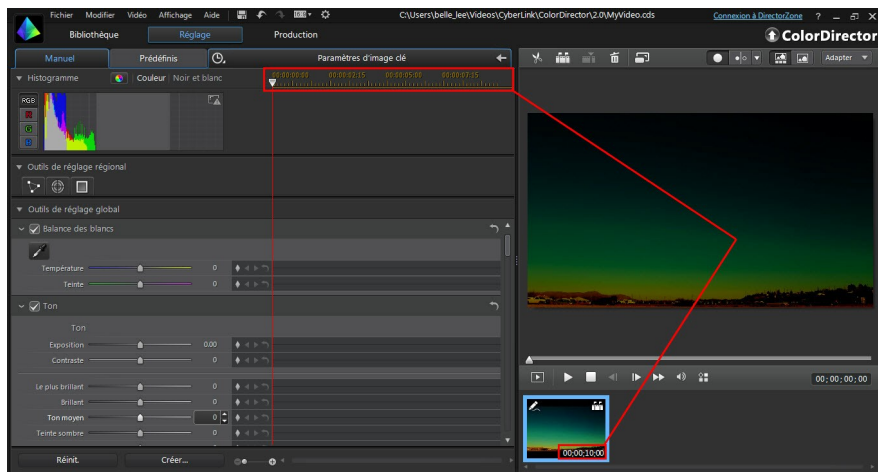 Fichier Modifier Vidéo Affichage Aide
C:\Users\belle_lee\Videos\CyberLink\ColorDirector\2.0\MyVideo.cds
Connexion à DirectorZone ?
Bibliothèque Réglage Production
ColorDirector
Manuel Prédéfinis Paramètres d'image clé
Adapter
Histogramme Couleur Noir et blanc
00:00:00:00 00:00:02:15 00:00:05:00 00:00:07:15
RGB
R
G
B
Outils de réglage régional
Outils de réglage global
Balance des blancs
Température 0
Teinte 0
Ton
Ton
Exposition 0.00
Contraste 0
Le plus brillant 0
Brillant 0
Ton moyen 0
Teinte sombre 0
00;00;00;00
00;00;10;00
Réinit. Créer...